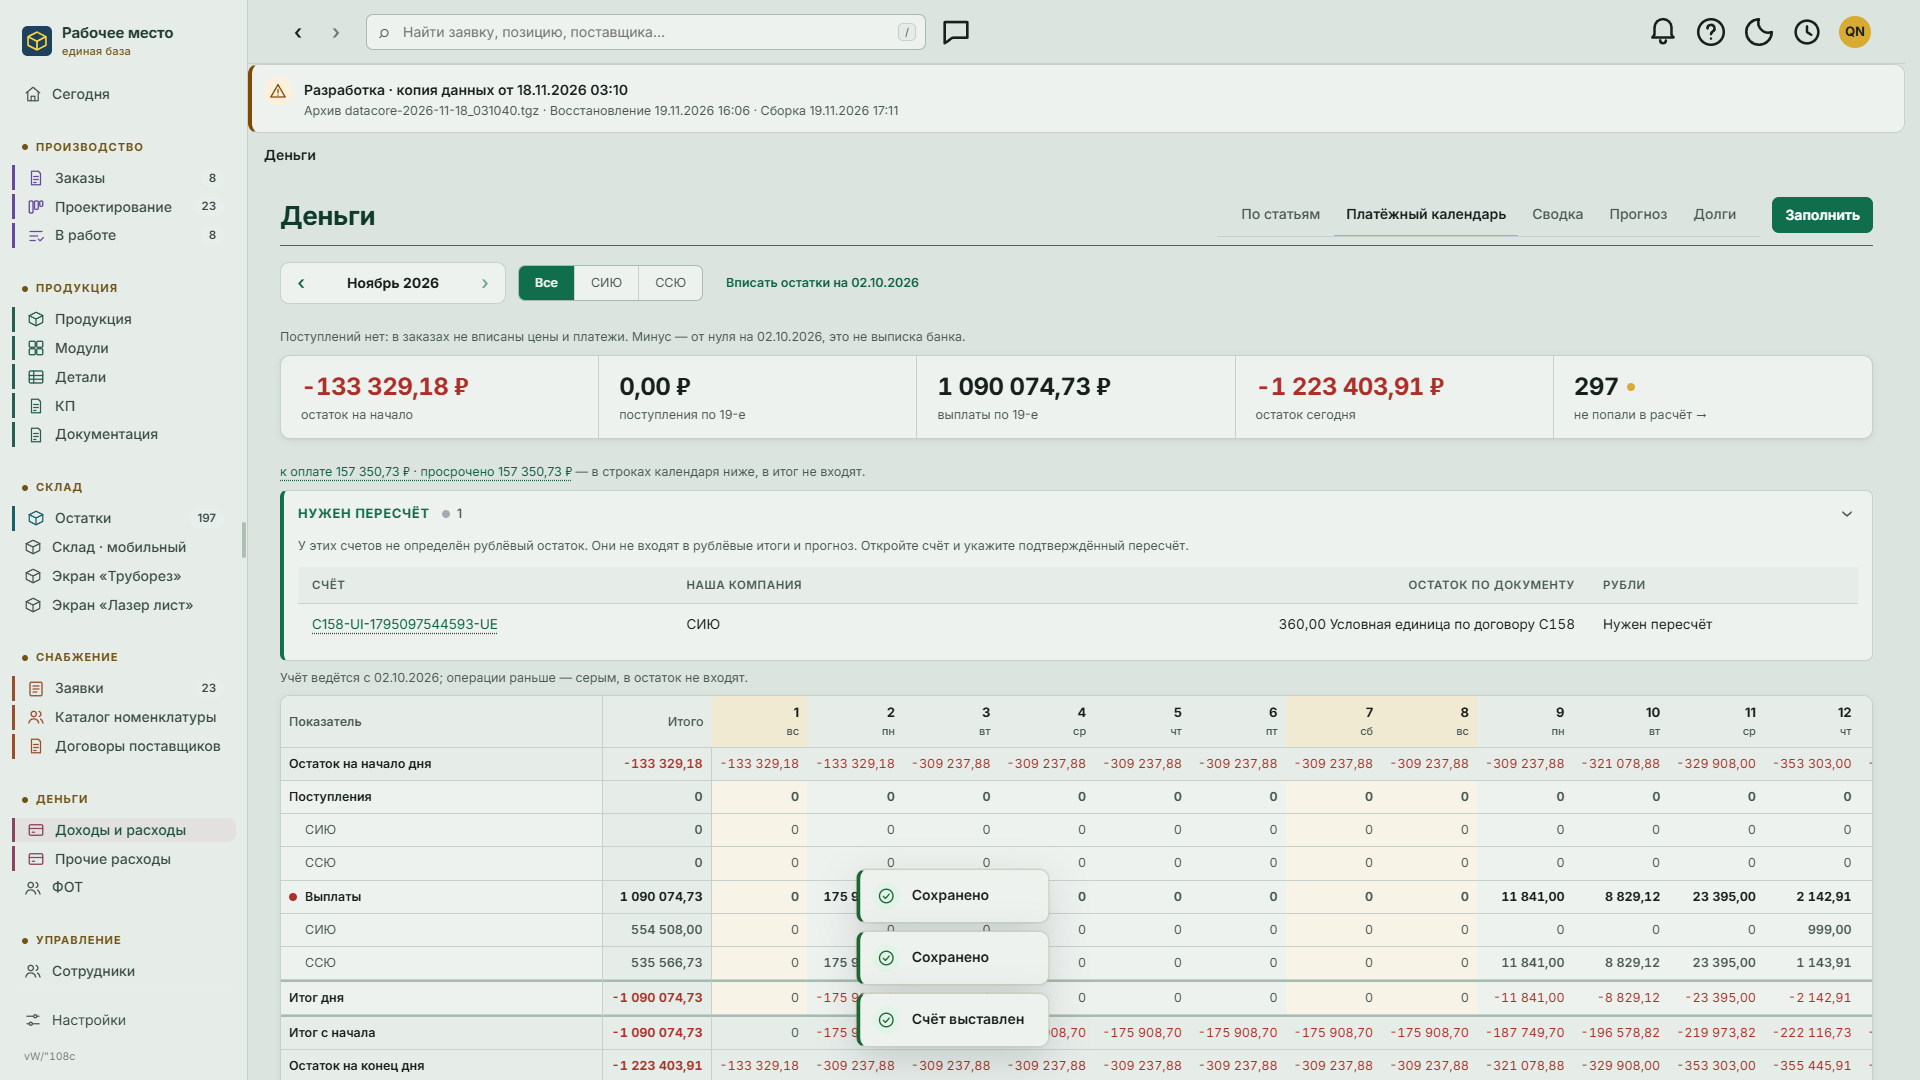 Рабочее место
единая база
Сегодня
ПРОИЗВОДСТВО
Заказы 8
Проектирование 23
В работе 8
ПРОДУКЦИЯ
Продукция
Модули
Детали
КП
Документация
СКЛАД
Остатки 197
Склад · мобильный
Экран «Труборез»
Экран «Лазер лист»
СНАБЖЕНИЕ
Заявки 23
Каталог номенклатуры
Договоры поставщиков
ДЕНЬГИ
Доходы и расходы
Прочие расходы
ФОТ
УПРАВЛЕНИЕ
Сотрудники
Настройки
vW/"108c
Найти заявку, позицию, поставщика... /
QN
Разработка · копия данных от 18.11.2026 03:10
Архив datacore-2026-11-18_031040.tgz · Восстановление 19.11.2026 16:06 · Сборка 19.11.2026 17:11
Деньги
Деньги
По статьям Платёжный календарь Сводка Прогноз Долги Заполнить
Ноябрь 2026 Все СИЮ ССЮ Вписать остатки на 02.10.2026
Поступлений нет: в заказах не вписаны цены и платежи. Минус — от нуля на 02.10.2026, это не выписка банка.
-133 329,18 ₽ 0,00 ₽ 1 090 074,73 ₽ -1 223 403,91 ₽ 297
остаток на начало поступления по 19-е выплаты по 19-е остаток сегодня не попали в расчёт →
к оплате 157 350,73 ₽ · просрочено 157 350,73 ₽ — в строках календаря ниже, в итог не входят.
НУЖЕН ПЕРЕСЧЁТ 1
У этих счетов не определён рублёвый остаток. Они не входят в рублёвые итоги и прогноз. Откройте счёт и укажите подтверждённый пересчёт.
СЧЁТ НАША КОМПАНИЯ ОСТАТОК ПО ДОКУМЕНТУ РУБЛИ
C158-UI-1795097544593-UE СИЮ 360,00 Условная единица по договору C158 Нужен пересчёт
Учёт ведётся с 02.10.2026; операции раньше — серым, в остаток не входят.
Показатель Итого 1 2 3 4 5 6 7 8 9 10 11 12
вс пн вт ср чт пт сб вс пн вт ср чт
Остаток на начало дня -133 329,18 -133 329,18 -133 329,18 -309 237,88 -309 237,88 -309 237,88 -309 237,88 -309 237,88 -309 237,88 -309 237,88 -321 078,88 -329 908,00 -353 303,00 -
Поступления 0 0 0 0 0 0 0 0 0 0 0 0 0
СИЮ 0 0 0 0 0 0 0 0 0 0 0 0 0
ССЮ 0 0 0 0 0 0 0 0 0 0 0 0 0
Выплаты 1 090 074,73 0 175 9 0 0 0 0 0 11 841,00 8 829,12 23 395,00 2 142,91
СИЮ 554 508,00 0 0 0 0 0 0 0 0 0 0 0 999,00
ССЮ 535 566,73 0 175 9 0 0 0 0 0 11 841,00 8 829,12 23 395,00 1 143,91
Итог дня -1 090 074,73 0 -175 9 0 0 0 0 0 -11 841,00 -8 829,12 -23 395,00 -2 142,91
Итог с начала -1 090 074,73 0 -175 9 08,70 -175 908,70 -175 908,70 -175 908,70 -175 908,70 -187 749,70 -196 578,82 -219 973,82 -222 116,73 -
Остаток на конец дня -1 223 403,91 -133 329,18 -309 237,88 -309 237,88 -309 237,88 -309 237,88 -309 237,88 -309 237,88 -309 237,88 -321 078,88 -329 908,00 -353 303,00 -355 445,91 -
Сохранено
Сохранено
Счёт выставлен